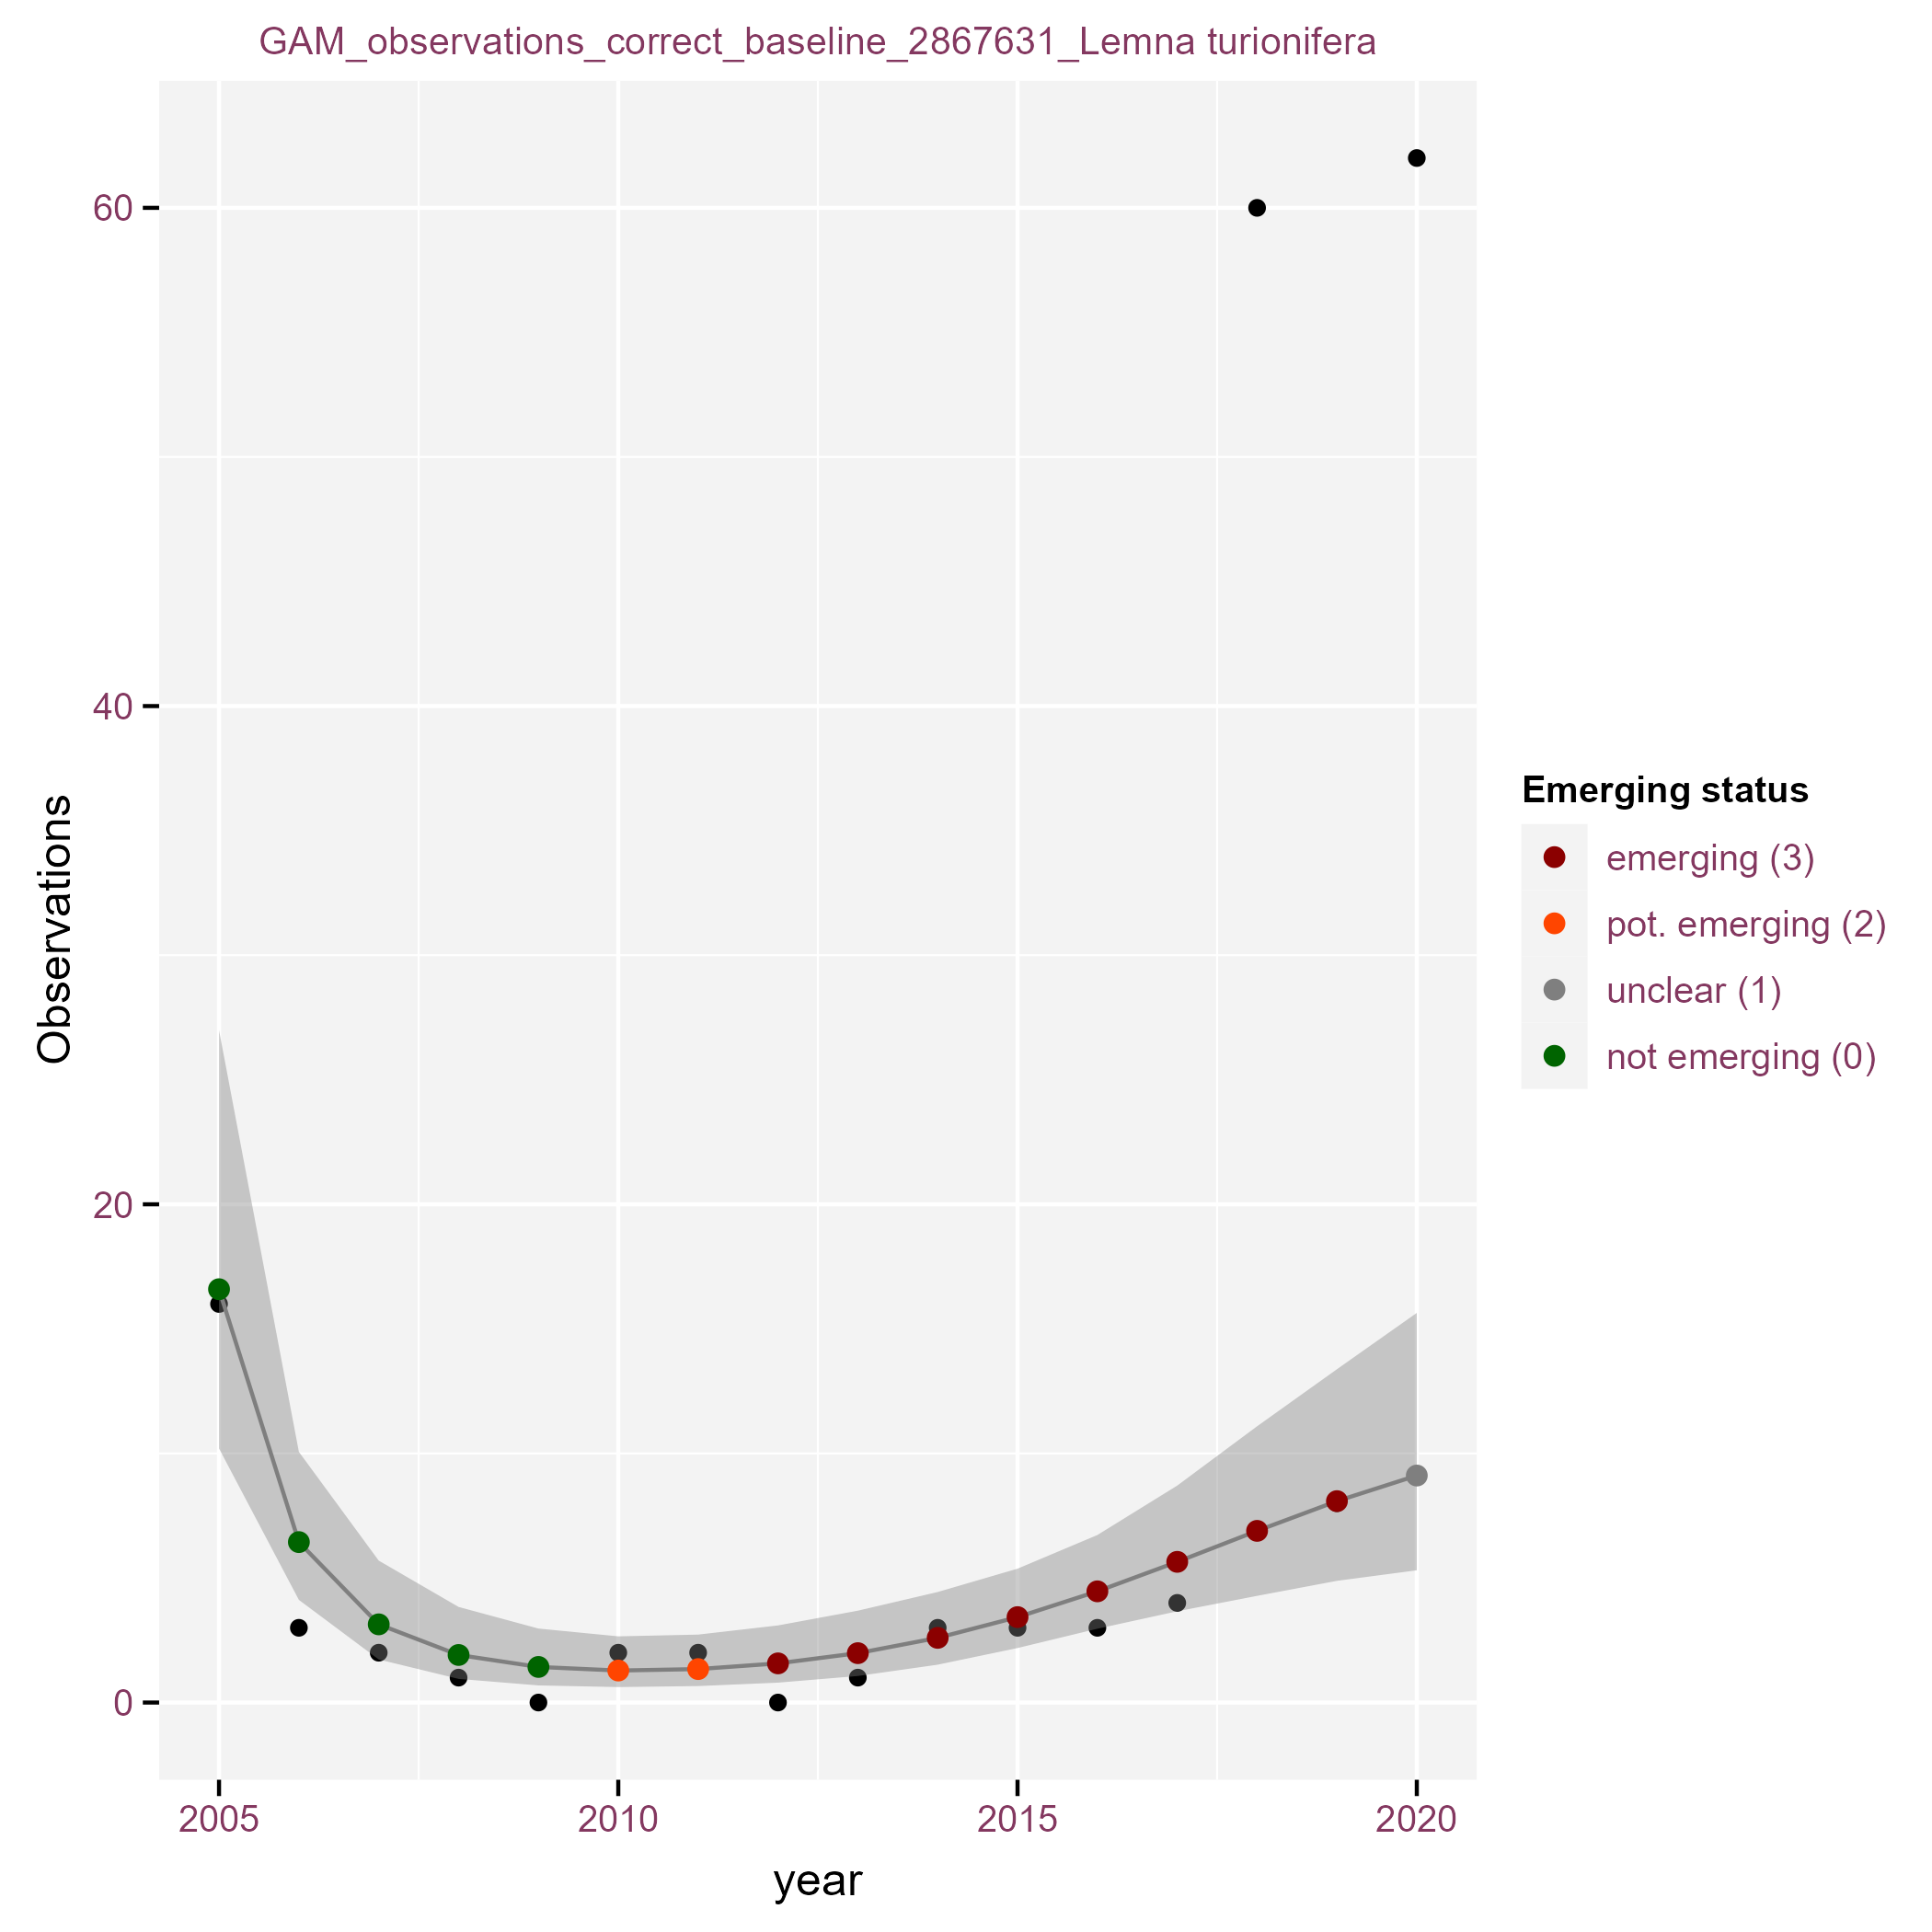 GAM_observations_correct_baseline_2867631_Lemna turionifera
60
40
20
0
Observations
2005
2010
2015
2020
year
Emerging status
emerging (3)
pot. emerging (2)
unclear (1)
not emerging (0)